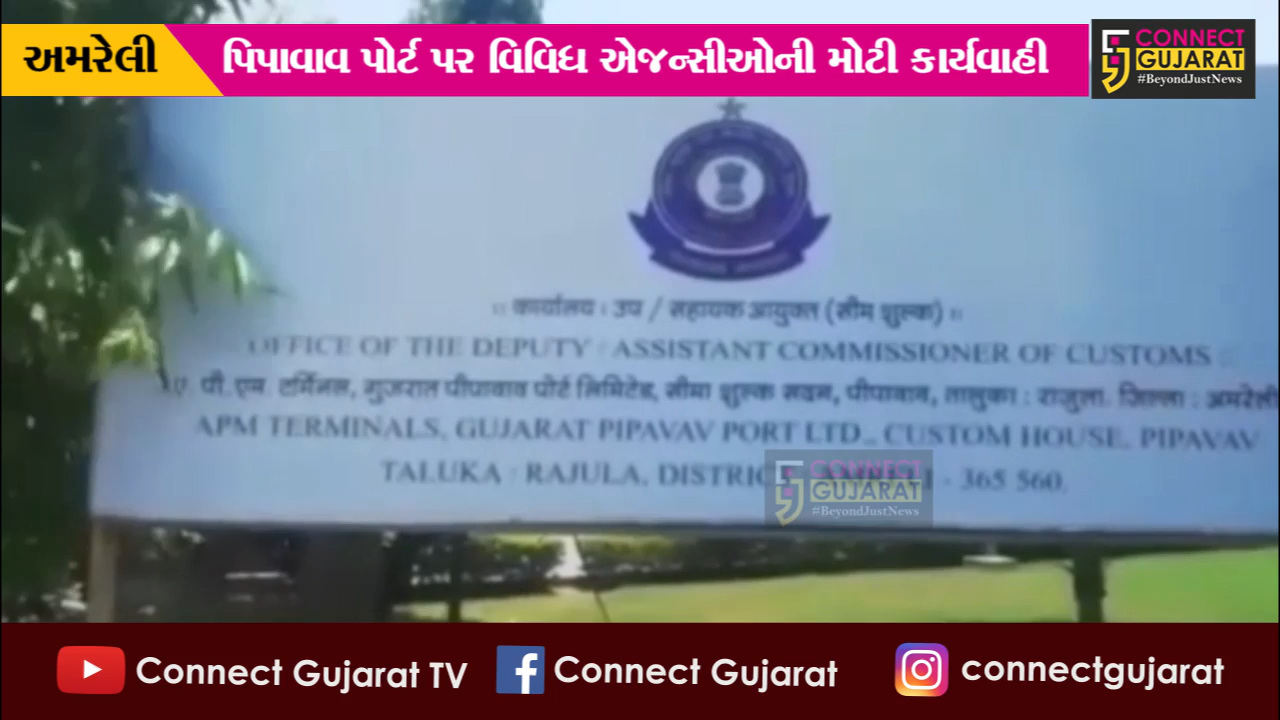 અમરેલી
પિપાવાવ પોર્ટ પર વિવિધ એજન્સીઓની મોટી કાર્યવાહી
CONNECT
GUJARAT
#BeyondJustNews
कार्यालय : उप / सहायक आयुक्त (सीम शुल्क)
OFFICE OF THE DEPUTY / ASSISTANT COMMISSIONER OF CUSTOMS
ए. पी. एम. टर्मिनल, गुजरात पीपावाव पोर्ट लिमिटेड, सीमा शुल्क भवन, पीपावाव, तालुका : राजुला. जिल्ला : अमरेली
APM TERMINALS, GUJARAT PIPAVAV PORT LTD., CUSTOM HOUSE, PIPAVAV
TALUKA : RAJULA, DISTRICT - 365 560.
CONNECT
GUJARAT
#BeyondJustNews
Connect Gujarat TV
Connect Gujarat
connectgujarat